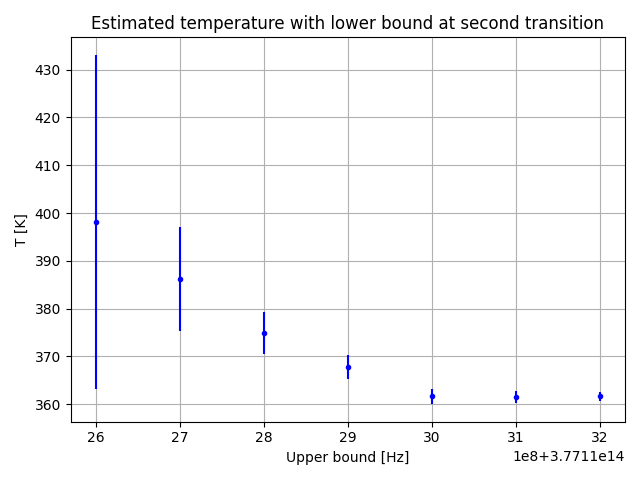 Estimated temperature with lower bound at second transition
430
420
410
400
390
380
370
360
T [K]
26 27 28 29 30 31 32
Upper bound [Hz]
1e8+3.7711e14